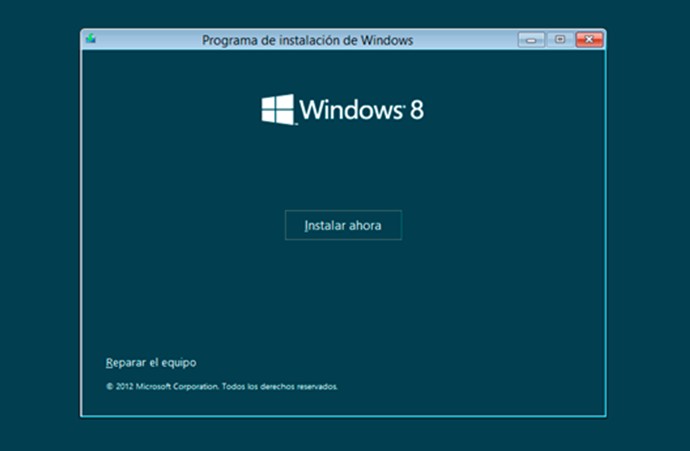 Programa de instalación de Windows
Windows 8
Instalar ahora
Reparar el equipo
© 2012 Microsoft Corporation. Todos los derechos reservados.